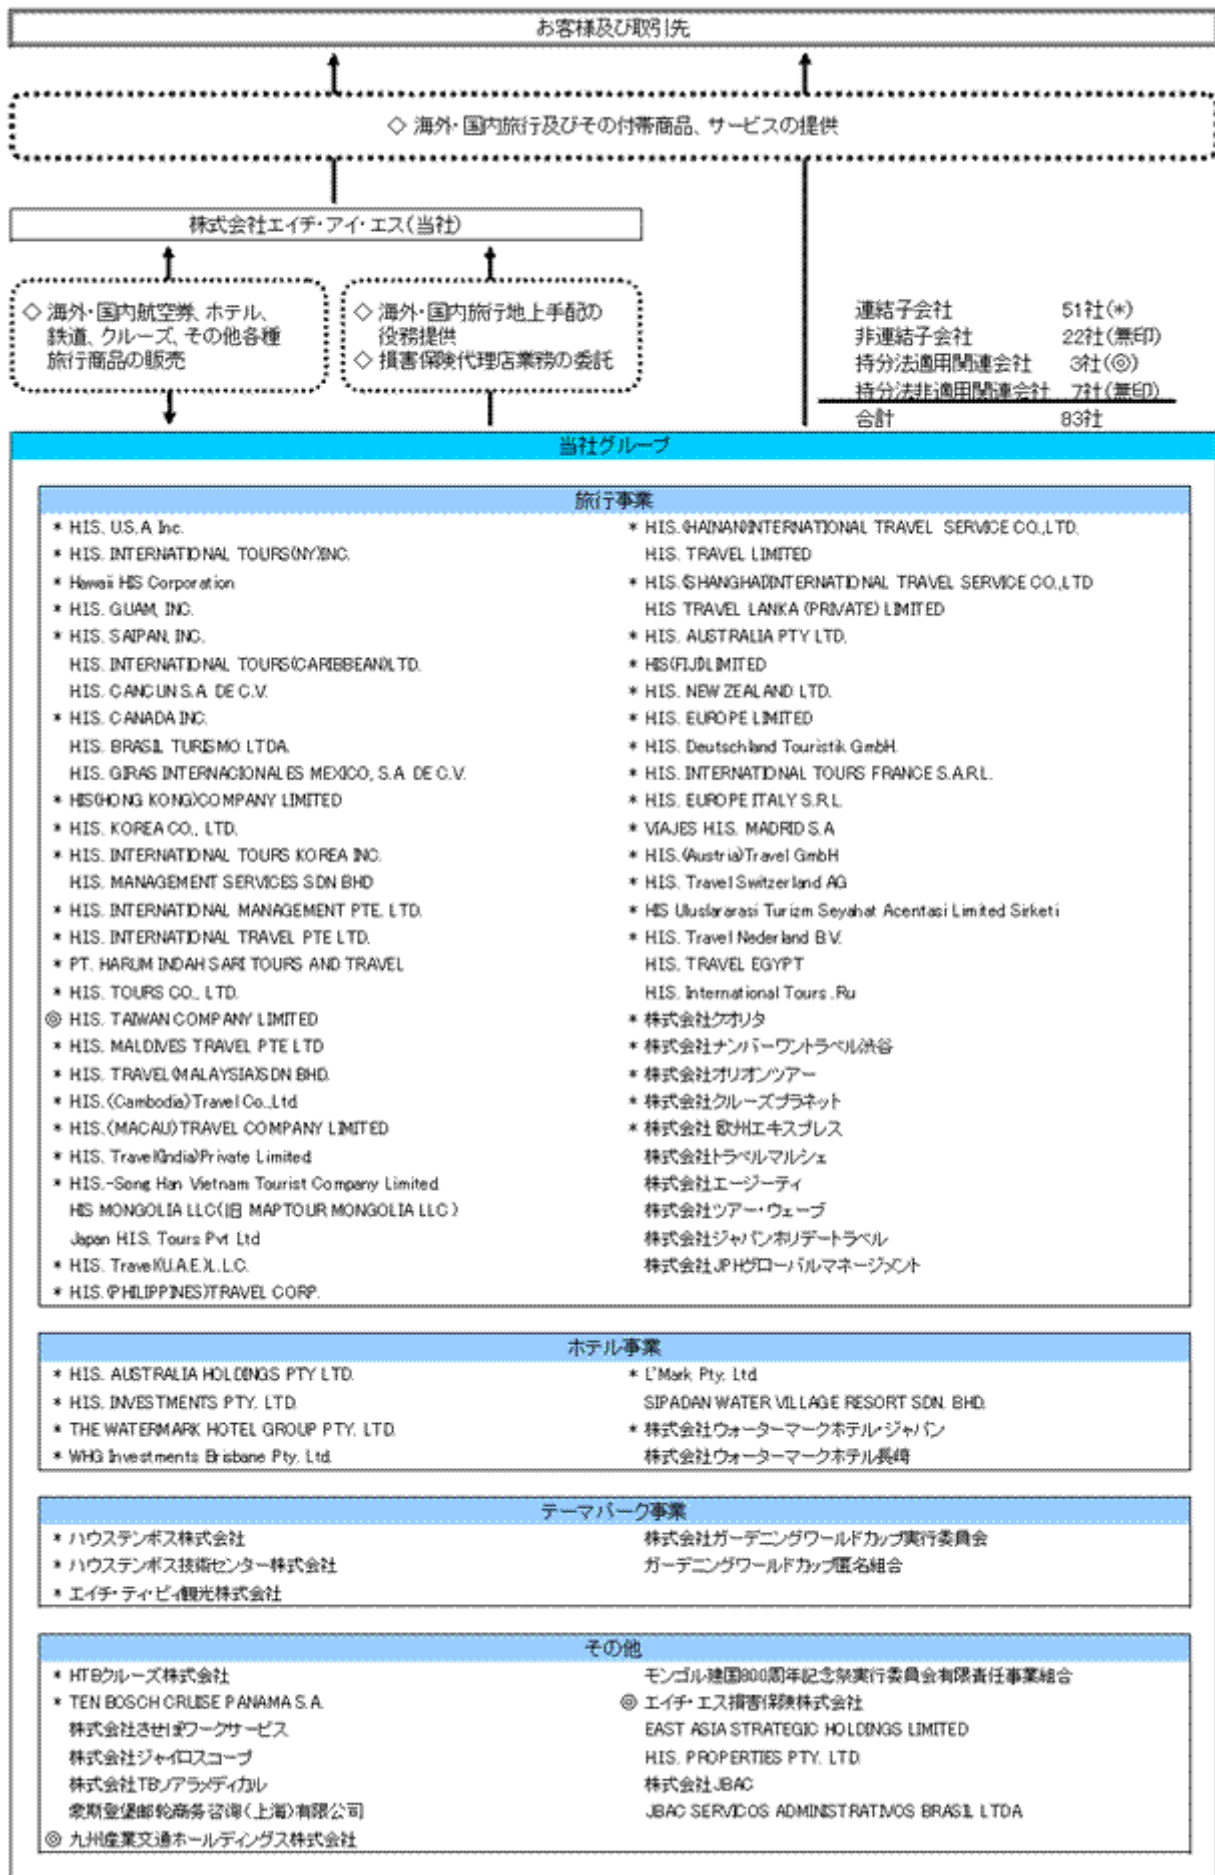 お客様及び取引先
◇ 海外・国内旅行及びその付帯商品、サービスの提供
株式会社エイチ・アイ・エス(当社)
◇ 海外・国内航空券、ホテル、
鉄道、クルーズ、その他各種
旅行商品の販売
◇ 海外・国内旅行地上手配の
役務提供
◇ 損害保険代理店業務の委託
連結子会社 51社(*)
非連結子会社 22社(無印)
持分法適用関連会社 3社(◎)
持分法非適用関連会社 7社(無印)
合計 83社
当社グループ
旅行事業
* H.I.S. U.S.A Inc.
* H.I.S. INTERNATIONAL TOURS(NY)INC.
* Hawaii HIS Corporation
* H.I.S. GUAM, INC.
* H.I.S. SAIPAN, INC.
H.I.S. INTERNATIONAL TOURS(CARIBBEAN)LTD.
H.I.S. CANCUN S.A. DE C.V.
* H.I.S. CANADA INC.
H.I.S. BRASIL TURISMO LTDA.
H.I.S. GIRAS INTERNACIONALES MEXICO, S.A. DE C.V.
* HIS(HONG KONG)COMPANY LIMITED
* H.I.S. KOREA CO., LTD.
* H.I.S. INTERNATIONAL TOURS KOREA INC.
H.I.S. MANAGEMENT SERVICES SDN BHD
* H.I.S. INTERNATIONAL MANAGEMENT PTE. LTD.
* H.I.S. INTERNATIONAL TRAVEL PTE LTD.
* PT. HARUM INDAH SARI TOURS AND TRAVEL
* H.I.S. TOURS CO., LTD.
◎ H.I.S. TAIWAN COMPANY LIMITED
* H.I.S. MALDIVES TRAVEL PTE LTD
* H.I.S. TRAVEL(MALAYSIA)SDN BHD.
* H.I.S.(Cambodia)Travel Co.,Ltd
* H.I.S.(MACAU)TRAVEL COMPANY LIMITED
* H.I.S. Travel(India)Private Limited
* H.I.S.-Song Han Vietnam Tourist Company Limited
HIS MONGOLIA LLC(旧 MAPTOUR MONGOLIA LLC )
Japan H.I.S. Tours Pvt Ltd
* H.I.S. Travel(U.A.E.)L.L.C.
* H.I.S.(PHILIPPINES)TRAVEL CORP.
* H.I.S.(HAINAN)INTERNATIONAL TRAVEL SERVICE CO.,LTD.
H.I.S. TRAVEL LIMITED
* H.I.S.(SHANGHAI)INTERNATIONAL TRAVEL SERVICE CO.,LTD
HIS TRAVEL LANKA (PRIVATE) LIMITED
* H.I.S. AUSTRALIA PTY LTD.
* HIS(FIJI)LIMITED
* H.I.S. NEW ZEALAND LTD.
* H.I.S. EUROPE LIMITED
* H.I.S. Deutschland Touristik GmbH.
* H.I.S. INTERNATIONAL TOURS FRANCE S.A.R.L.
* H.I.S. EUROPE ITALY S.R.L.
* VIAJES H.I.S. MADRID S.A
* H.I.S.(Austria)Travel GmbH
* H.I.S. Travel Switzerland AG
* HIS Uluslararasi Turizm Seyahat Acentasi Limited Sirketi
* H.I.S. Travel Nederland B.V.
H.I.S. TRAVEL EGYPT
H.I.S. International Tours .Ru
* 株式会社クオリタ
* 株式会社ナンバーワントラベル渋谷
* 株式会社オリオンツアー
* 株式会社クルーズプラネット
* 株式会社 欧州エキスプレス
株式会社トラベルマルシェ
株式会社エージーティ
株式会社ツアー・ウェーブ
株式会社ジャパンホリデートラベル
株式会社JPHグローバルマネージメント
ホテル事業
* H.I.S. AUSTRALIA HOLDINGS PTY LTD.
* H.I.S. INVESTMENTS PTY. LTD.
* THE WATERMARK HOTEL GROUP PTY. LTD.
* WHG Investments Brisbane Pty. Ltd.
* L'Mark Pty. Ltd
SIPADAN WATER VILLAGE RESORT SDN. BHD.
* 株式会社ウォーターマークホテル・ジャパン
株式会社ウォーターマークホテル長崎
テーマパーク事業
* ハウステンボス株式会社
* ハウステンボス技術センター株式会社
* エイチ・ティ・ビィ観光株式会社
株式会社ガーデニングワールドカップ実行委員会
ガーデニングワールドカップ匿名組合
その他
* HTBクルーズ株式会社
* TEN BOSCH CRUISE PANAMA S.A.
株式会社させぼワークサービス
株式会社ジャイロスコープ
株式会社TBソアラメディカル
豪斯登堡邮轮商务咨询(上海)有限公司
◎ 九州産業交通ホールディングス株式会社
モンゴル建国800周年記念祭実行委員会有限責任事業組合
◎ エイチ・エス損害保険株式会社
EAST ASIA STRATEGIC HOLDINGS LIMITED
H.I.S. PROPERTIES PTY. LTD.
株式会社JBAC
JBAC SERVICOS ADMINISTRATIVOS BRASIL LTDA